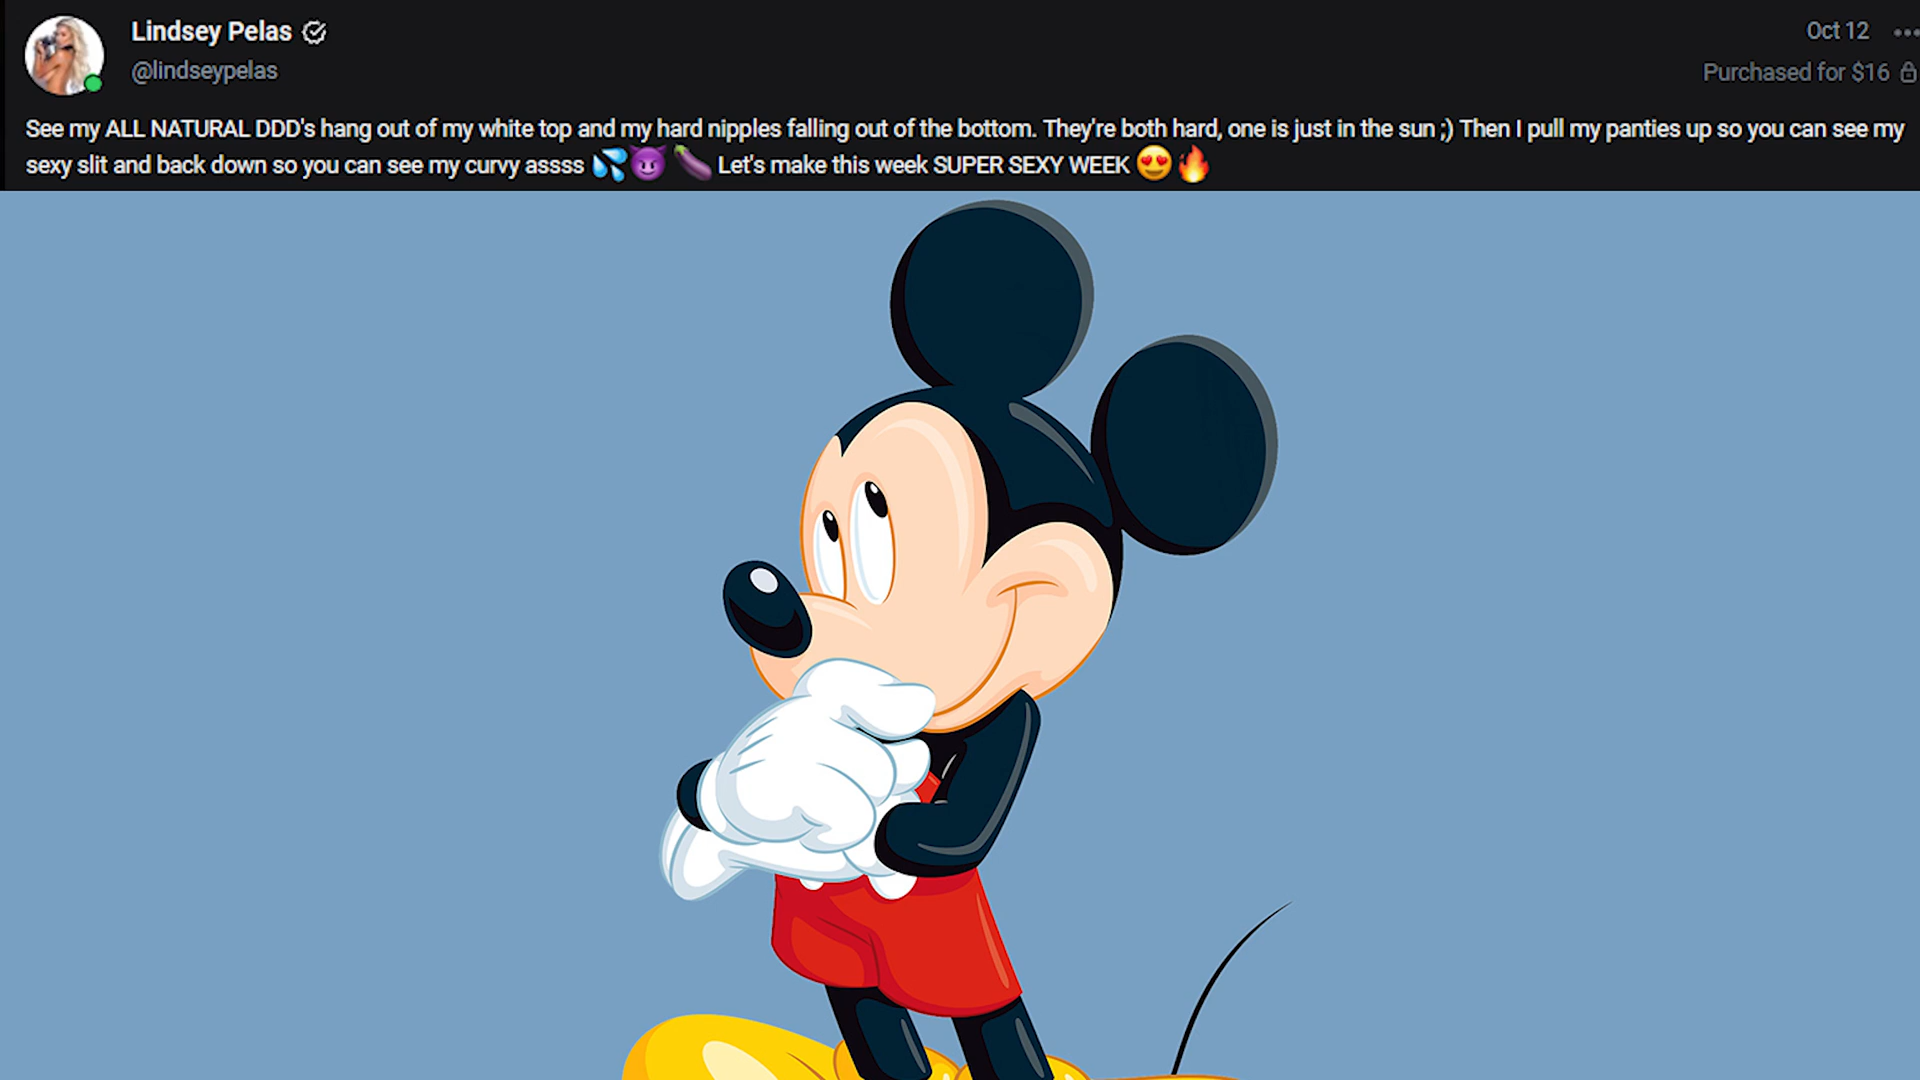 Lindsey Pelas
Oct 12
@lindseypelas
Purchased for $16
See my ALL NATURAL DDD's hang out of my white top and my hard nipples falling out of the bottom. They're both hard, one is just in the sun ;) Then I pull my panties up so you can see my
sexy slit and back down so you can see my curvy assss 💦😈🍆 Let's make this week SUPER SEXY WEEK 😍🔥